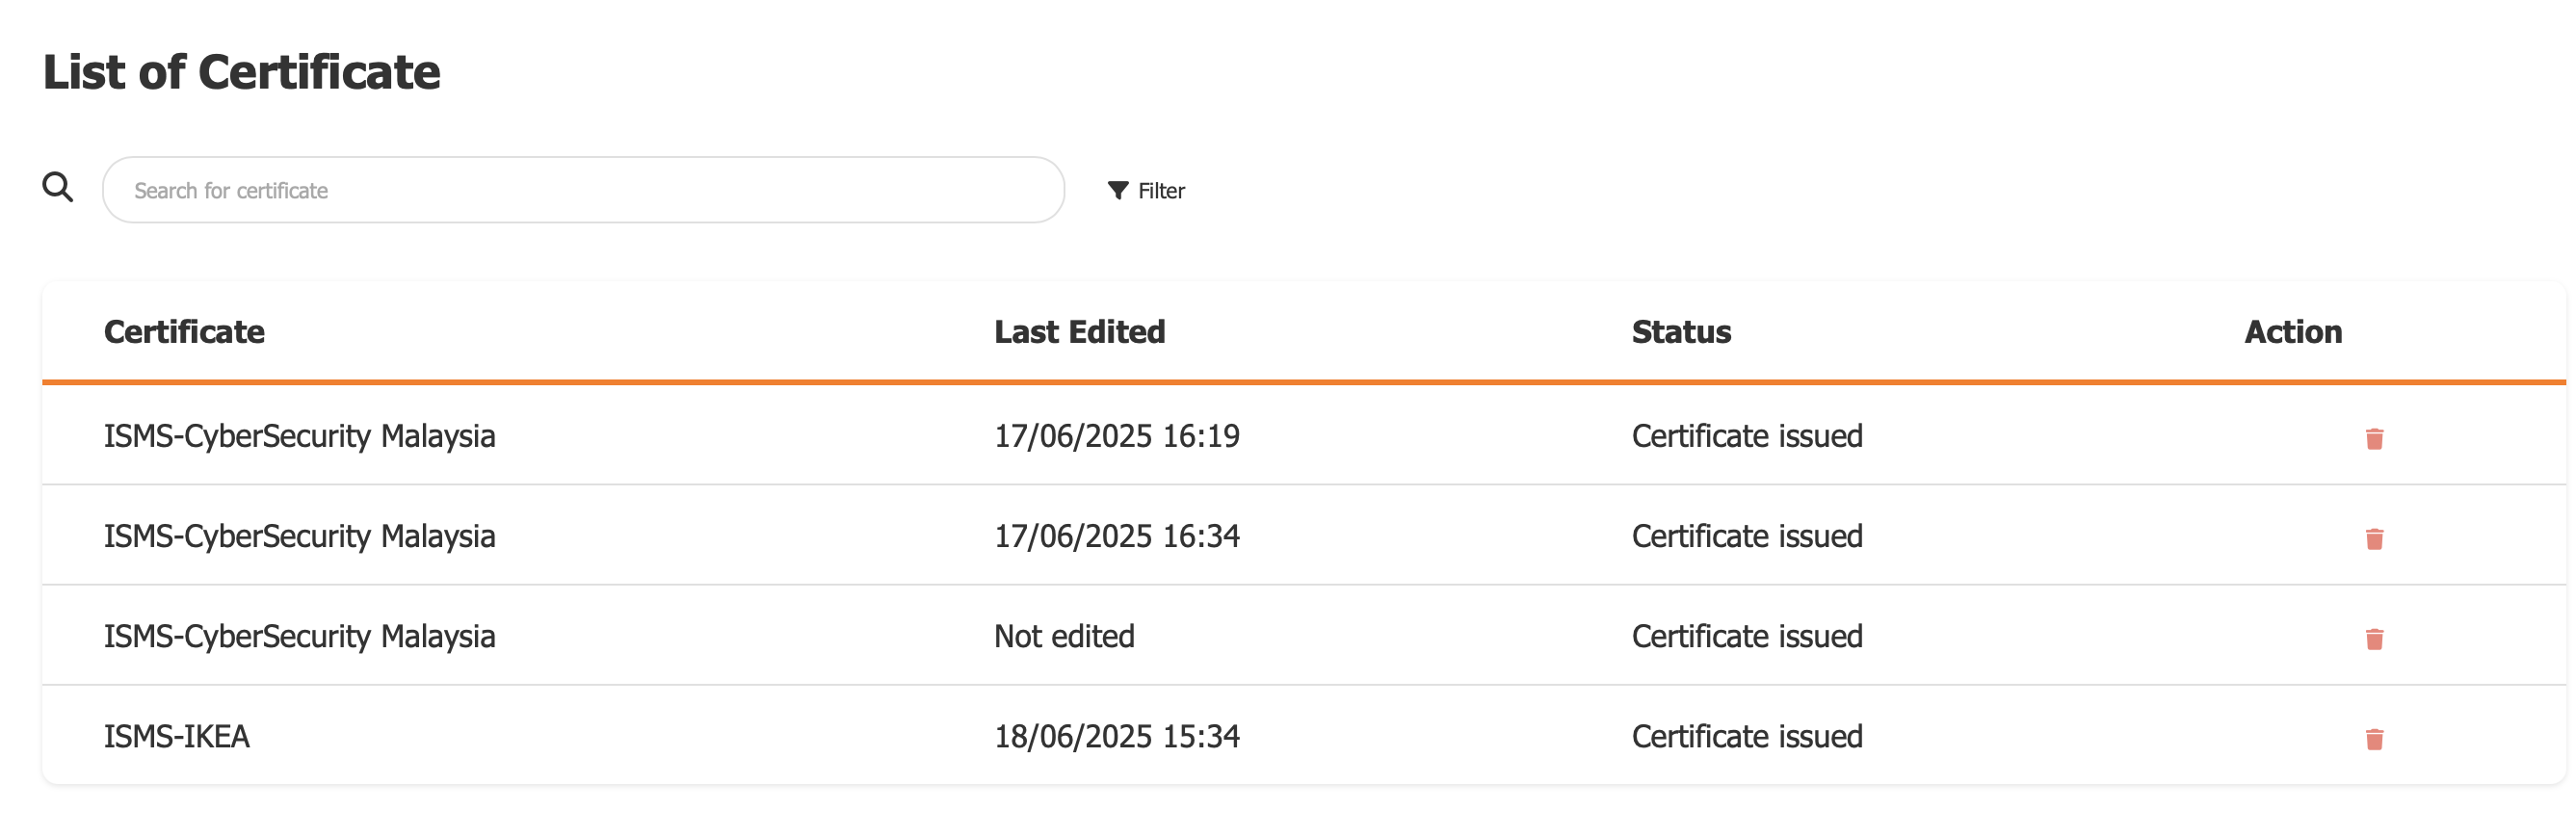 List of Certificate
Search for certificate Filter
Certificate Last Edited Status Action
ISMS-CyberSecurity Malaysia 17/06/2025 16:19 Certificate issued
ISMS-CyberSecurity Malaysia 17/06/2025 16:34 Certificate issued
ISMS-CyberSecurity Malaysia Not edited Certificate issued
ISMS-IKEA 18/06/2025 15:34 Certificate issued